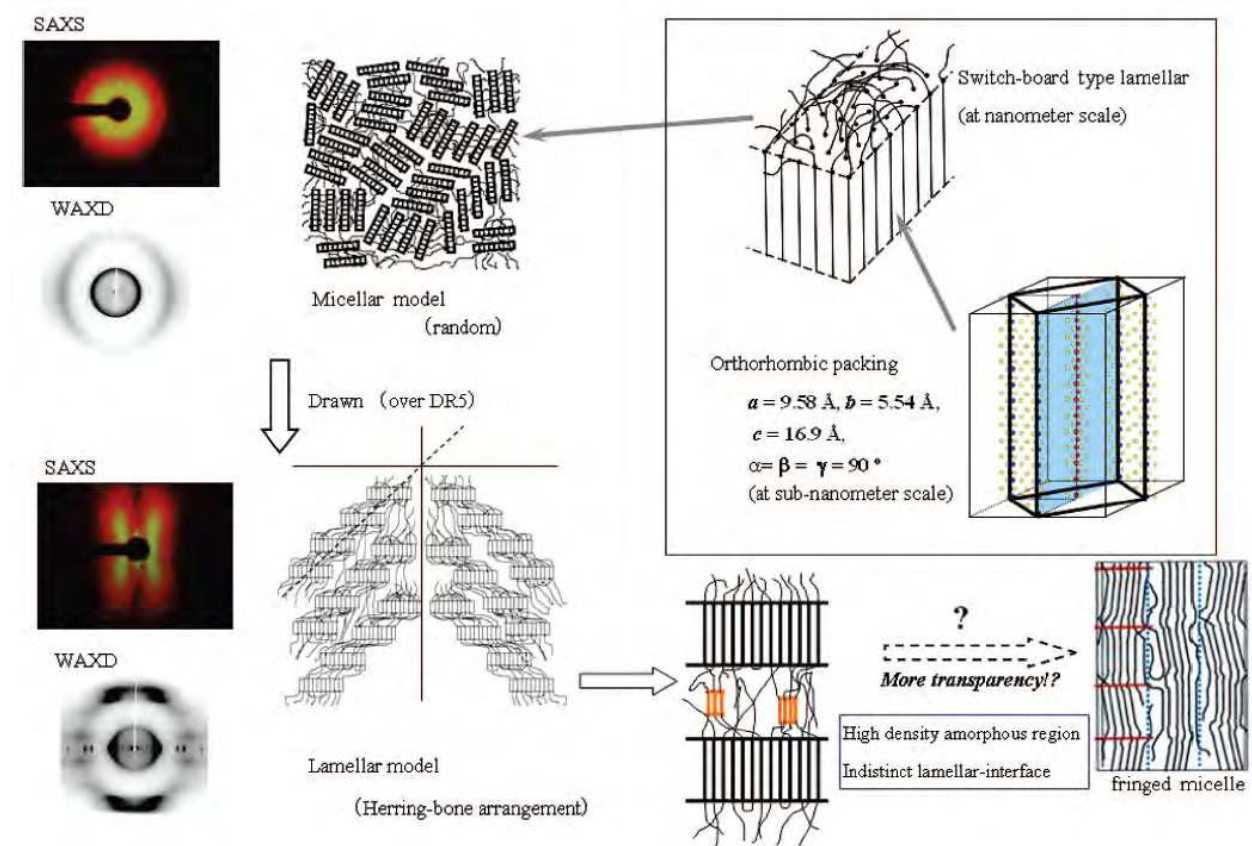 SAXS
WAXD
Micellar model
(random)
Switch-board type lamellar
(at nanometer scale)
Orthorhombic packing
a = 9.58 Å, b = 5.54 Å,
c = 16.9 Å,
α= β = γ = 90 °
(at sub-nanometer scale)
Drawn (over DR5)
SAXS
WAXD
Lamellar model
(Herring-bone arrangement)
?
More transparency!?
High density amorphous region
Indistinct lamellar-interface
fringed micelle